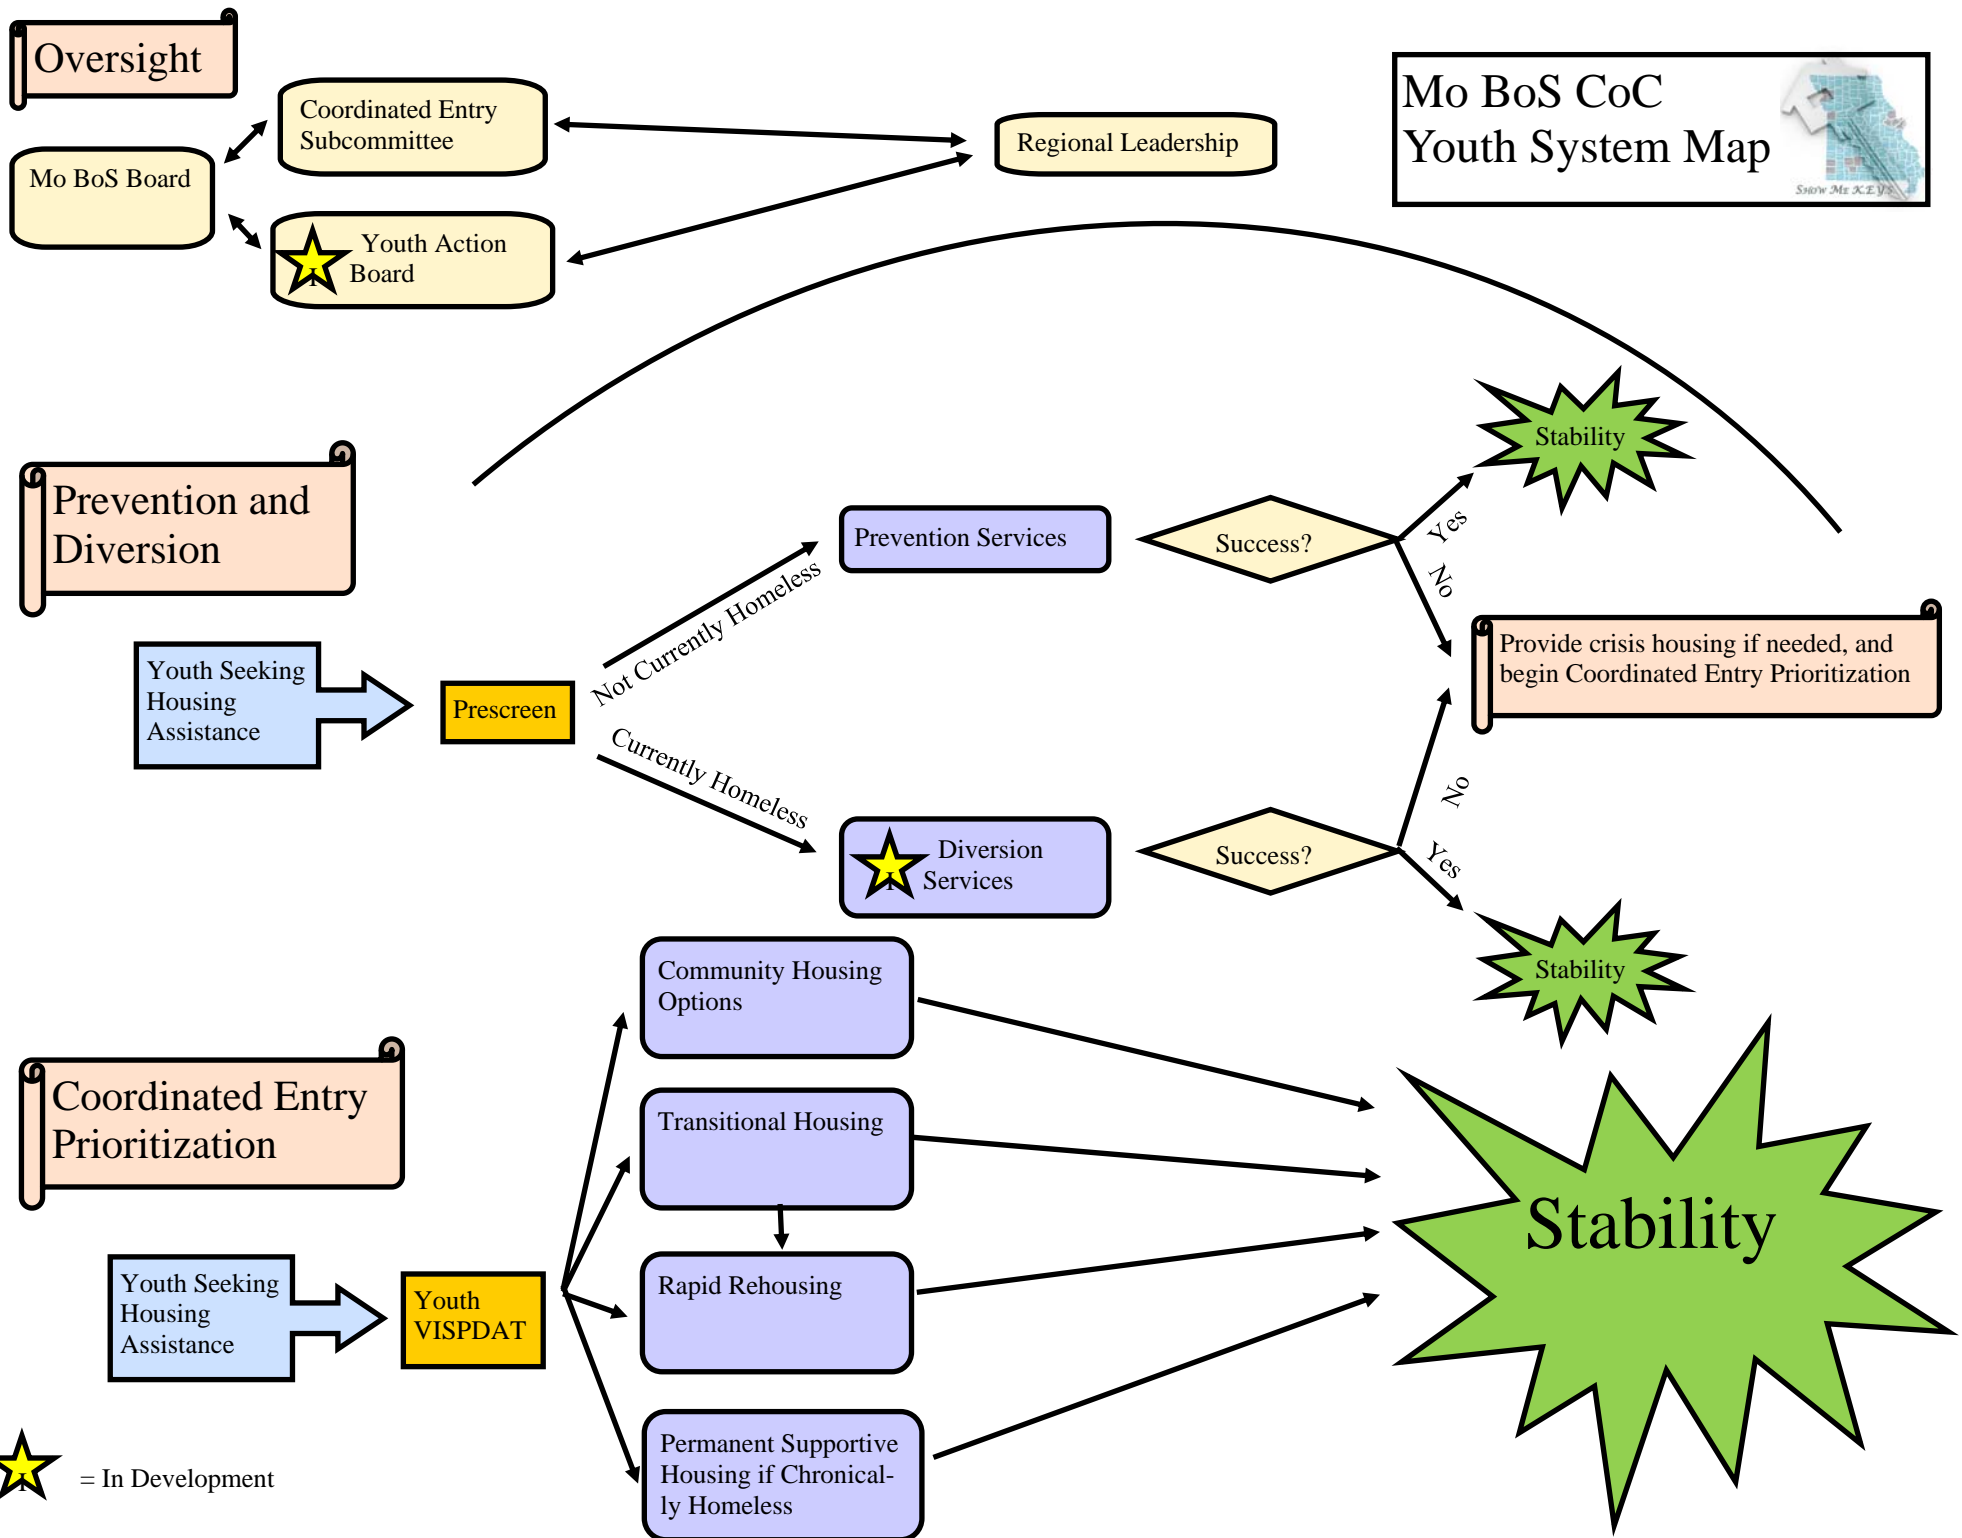 Oversight
Mo BoS CoC
Youth System Map
SHOW ME KEYS
Coordinated Entry
Subcommittee
Regional Leadership
Mo BoS Board
Youth Action
Board
I
Stability
Prevention and
Diversion
Prevention Services
Success?
Yes
No
Not Currently Homeless
Provide crisis housing if needed, and
begin Coordinated Entry Prioritization
Youth Seeking
Housing
Assistance
Prescreen
Currently Homeless
No
Yes
Diversion
Services
I
Success?
Stability
Community Housing
Options
Coordinated Entry
Prioritization
Transitional Housing
Stability
Youth Seeking
Housing
Assistance
Youth
VISPDAT
Rapid Rehousing
Permanent Supportive
Housing if Chronical-
ly Homeless
I
= In Development